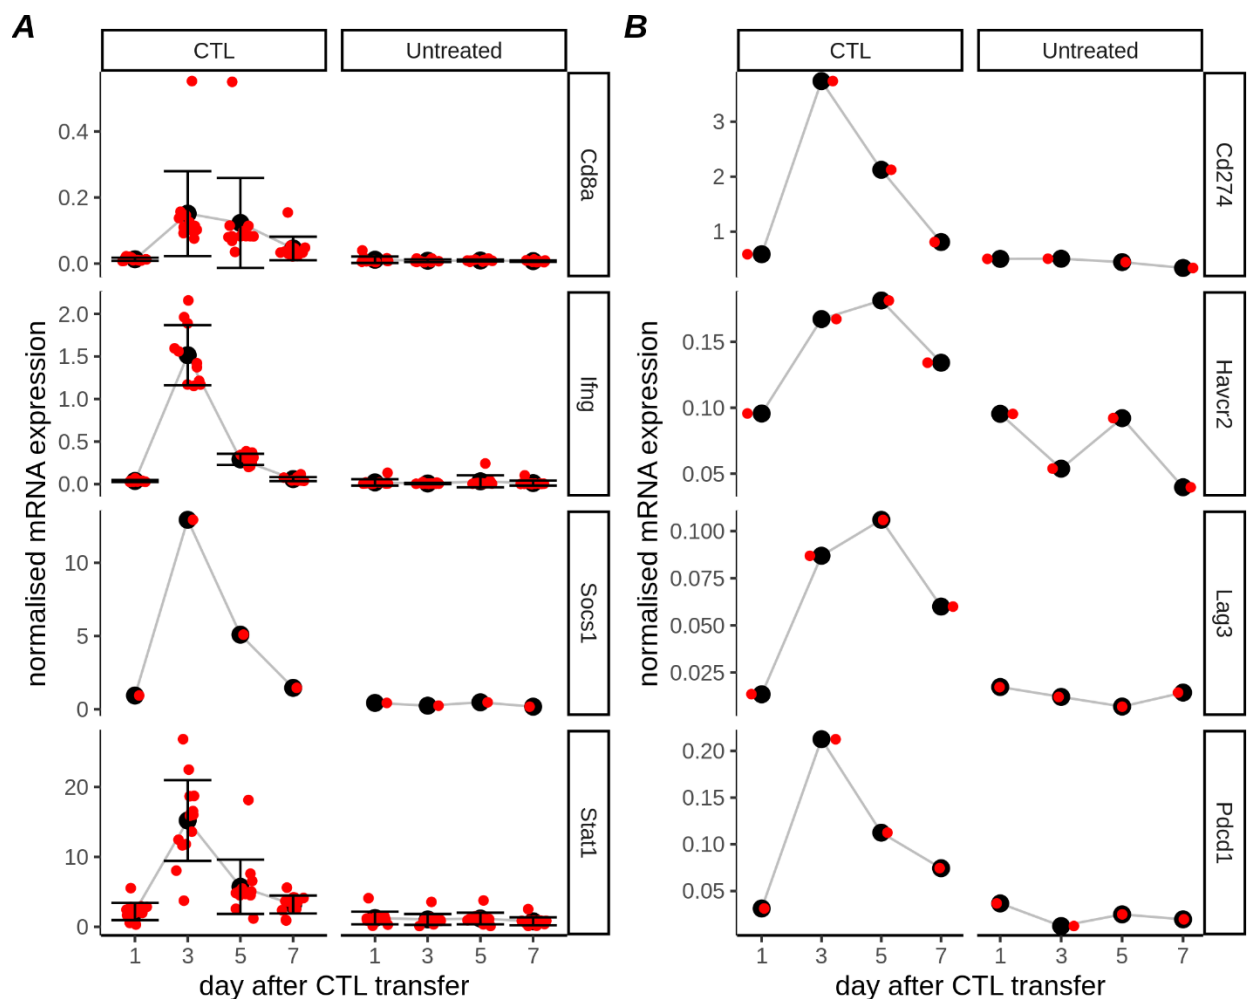 A
B
CTL
Untreated
CTL
Untreated
normalised mRNA expression
0.4
0.2
0.0
Cd8a
2.0
1.5
1.0
0.5
0.0
Ifng
10
5
0
Socs1
20
10
0
Stat1
1 3 5 7 1 3 5 7
day after CTL transfer
normalised mRNA expression
3
2
1
Cd274
0.15
0.10
0.05
Havcr2
0.100
0.075
0.050
0.025
Lag3
0.20
0.15
0.10
0.05
Pdcd1
1 3 5 7 1 3 5 7
day after CTL transfer